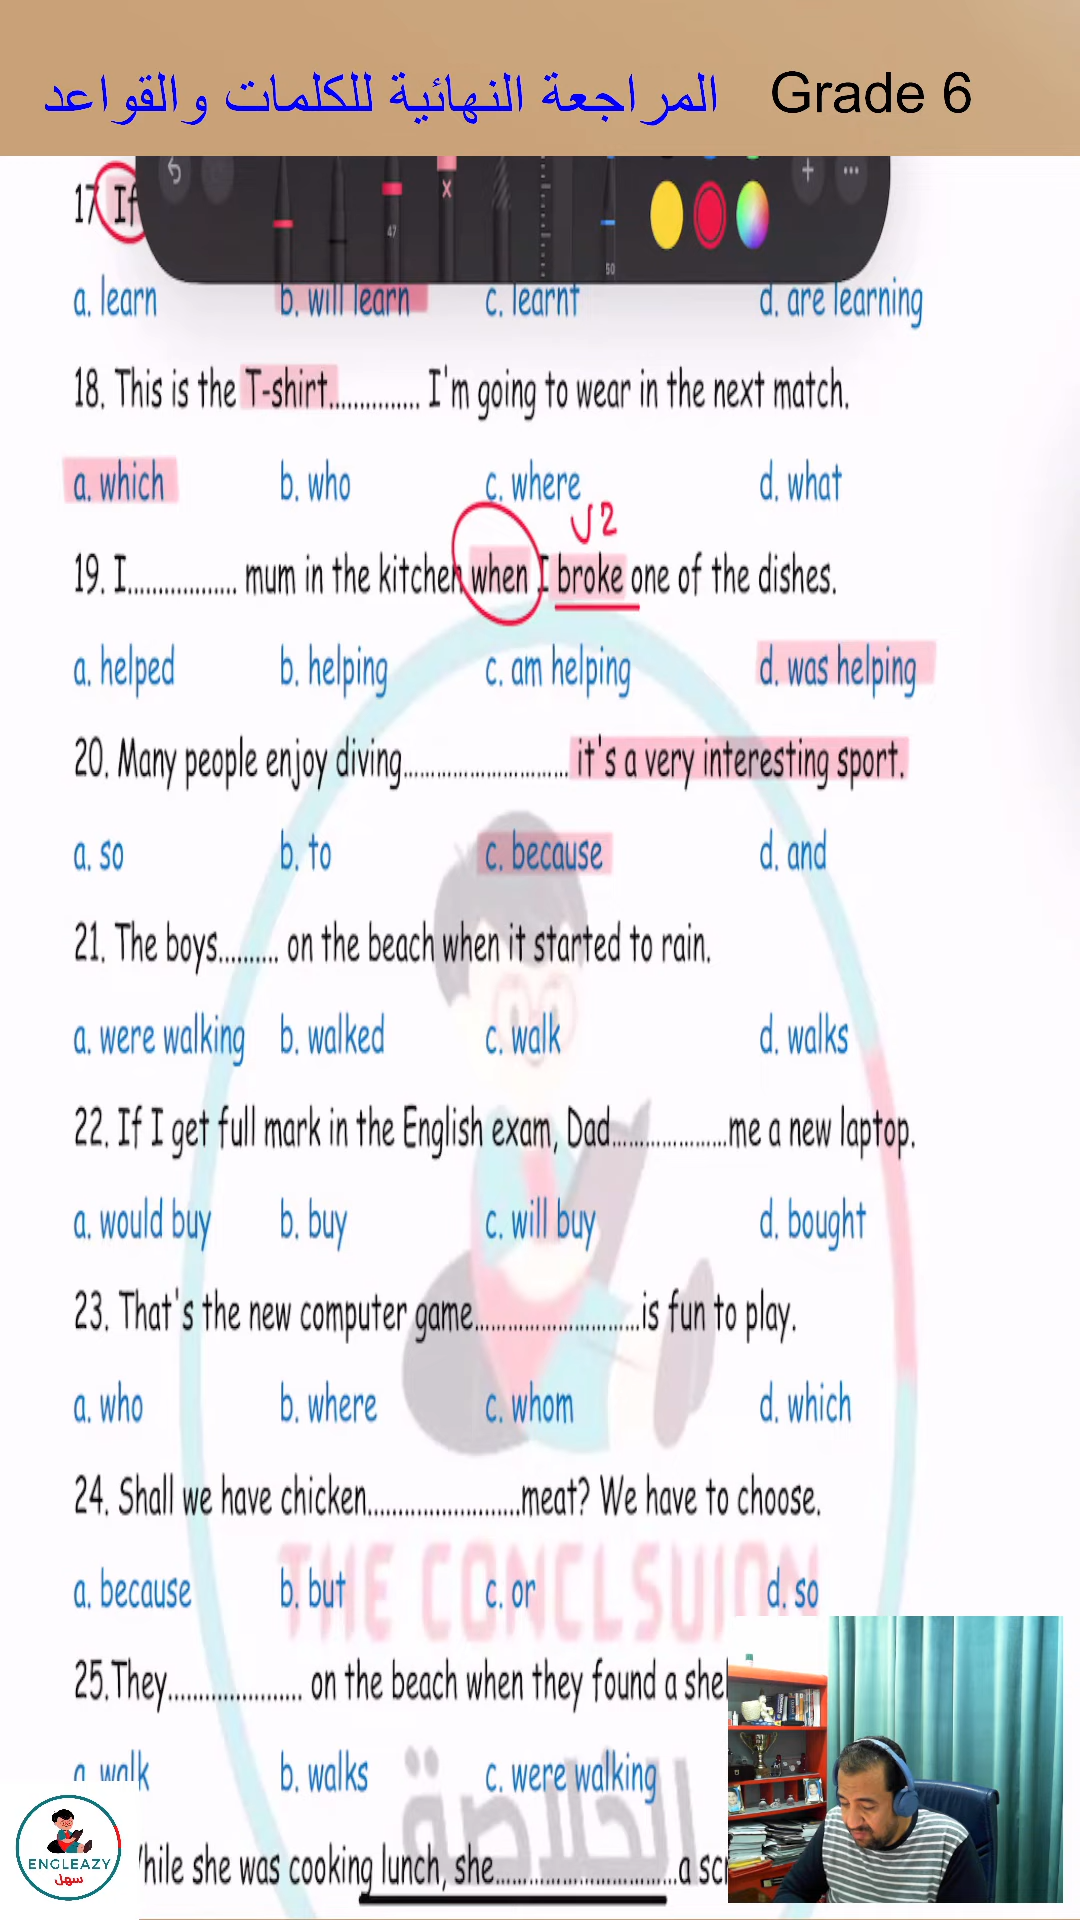 المراجعة النهائية للكلمات والقواعد Grade 6
17 If
47
50
a. learn b. will learn c. learnt d. are learning
18. This is the T-shirt............... I'm going to wear in the next match.
a. which b. who c. where d. what
V2
19. I.................. mum in the kitchen when I broke one of the dishes.
a. helped b. helping c. am helping d. was helping
20. Many people enjoy diving.............................. it's a very interesting sport.
a. so b. to c. because d. and
21. The boys.......... on the beach when it started to rain.
a. were walking b. walked c. walk d. walks
22. If I get full mark in the English exam, Dad.....................me a new laptop.
a. would buy b. buy c. will buy d. bought
23. That's the new computer game..............................is fun to play.
a. who b. where c. whom d. which
24. Shall we have chicken.........................meat? We have to choose.
THE CONCLSUION
a. because b. but c. or d. so
25.They...................... on the beach when they found a shel
a. walk b. walks c. were walking
الخلاصة
hile she was cooking lunch, she..............................a scr
ENGLEAZY
سهل